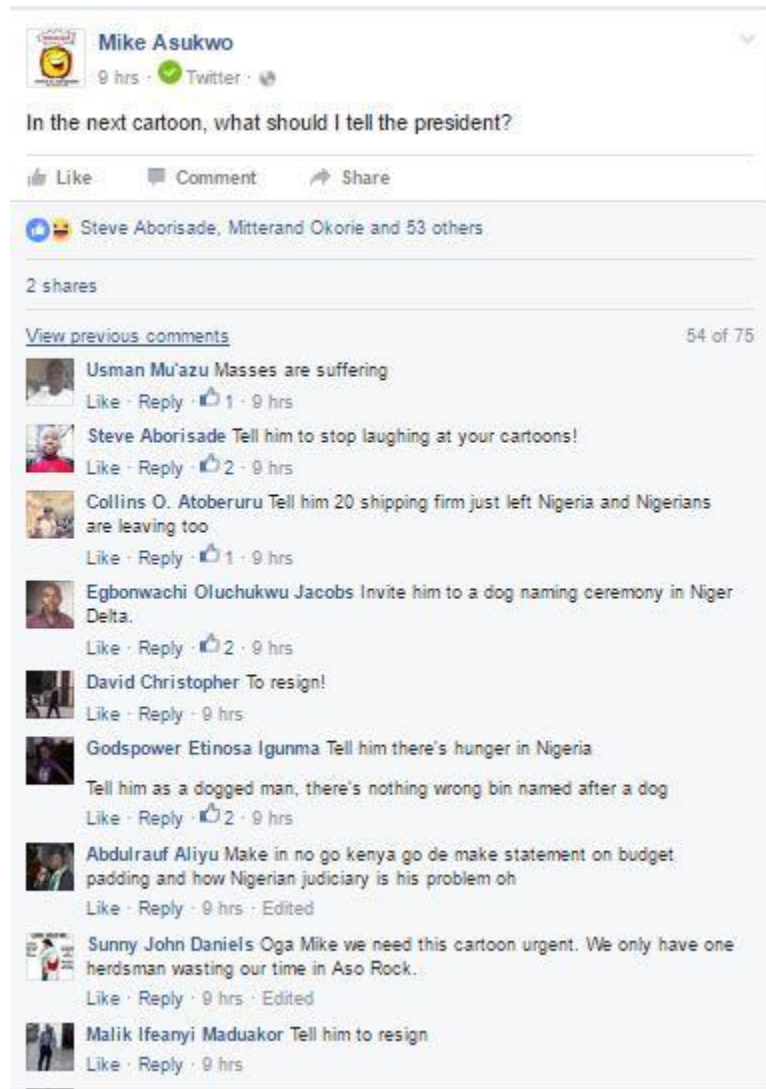 Mike Asukwo
9 hrs · Twitter ·
In the next cartoon, what should I tell the president?
Like Comment Share
Steve Aborisade, Mitterand Okorie and 53 others
2 shares
View previous comments 54 of 75
Usman Mu'azu Masses are suffering
Like · Reply · 1 · 9 hrs
Steve Aborisade Tell him to stop laughing at your cartoons!
Like · Reply · 2 · 9 hrs
Collins O. Atoberuru Tell him 20 shipping firm just left Nigeria and Nigerians
are leaving too
Like · Reply · 1 · 9 hrs
Egbonwachi Oluchukwu Jacobs Invite him to a dog naming ceremony in Niger
Delta.
Like · Reply · 2 · 9 hrs
David Christopher To resign!
Like · Reply · 9 hrs
Godspower Etinosa Igunma Tell him there's hunger in Nigeria
Tell him as a dogged man, there's nothing wrong bin named after a dog
Like · Reply · 2 · 9 hrs
Abdulrauf Aliyu Make in no go kenya go de make statement on budget
padding and how Nigerian judiciary is his problem oh
Like · Reply · 9 hrs · Edited
Sunny John Daniels Oga Mike we need this cartoon urgent. We only have one
herdsman wasting our time in Aso Rock.
Like · Reply · 9 hrs · Edited
Malik Ifeanyi Maduakor Tell him to resign
Like · Reply · 9 hrs